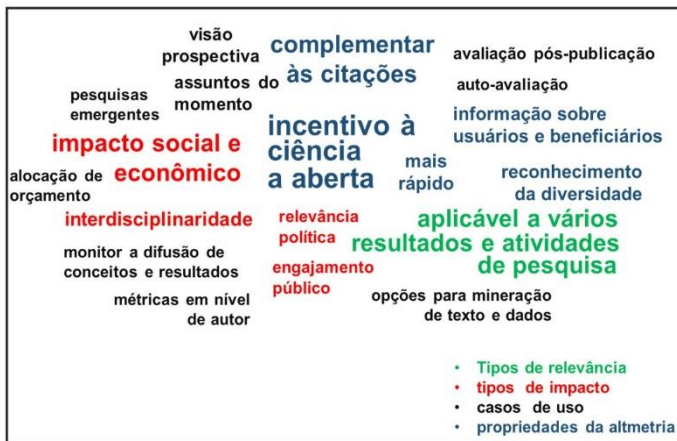 visão
prospectiva
assuntos do
momento
complementar
às citações
avaliação pós-publicação
auto-avaliação
pesquisas
emergentes
incentivo à
ciência
a aberta
informação sobre
usuários e beneficiários
impacto social e
econômico
alocação de
orçamento
mais
rápido
reconhecimento
da diversidade
interdisciplinaridade
relevância
política
aplicável a vários
resultados e atividades
de pesquisa
monitor a difusão de
conceitos e resultados
engajamento
público
métricas em nível
de autor
opções para mineração
de texto e dados
• Tipos de relevância
• tipos de impacto
• casos de uso
• propriedades da altmetria